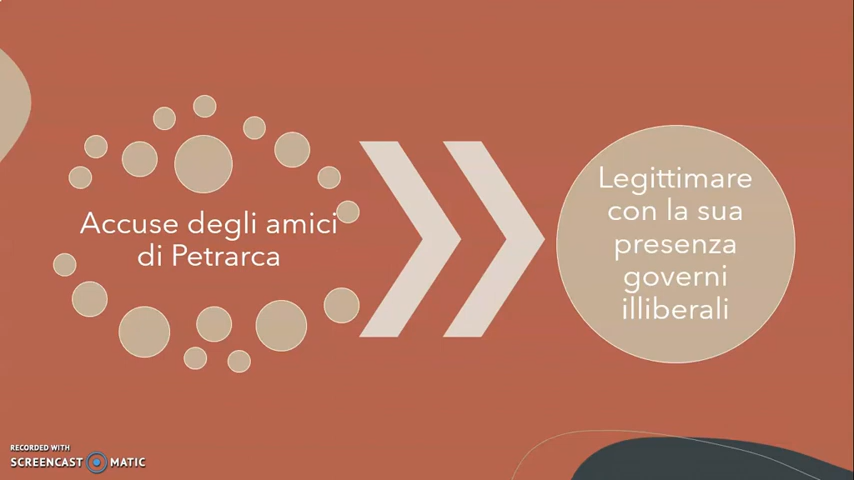 Accuse degli amici
di Petrarca
Legittimare
con la sua
presenza
governi
illiberali
RECORDED WITH
SCREENCAST MATIC